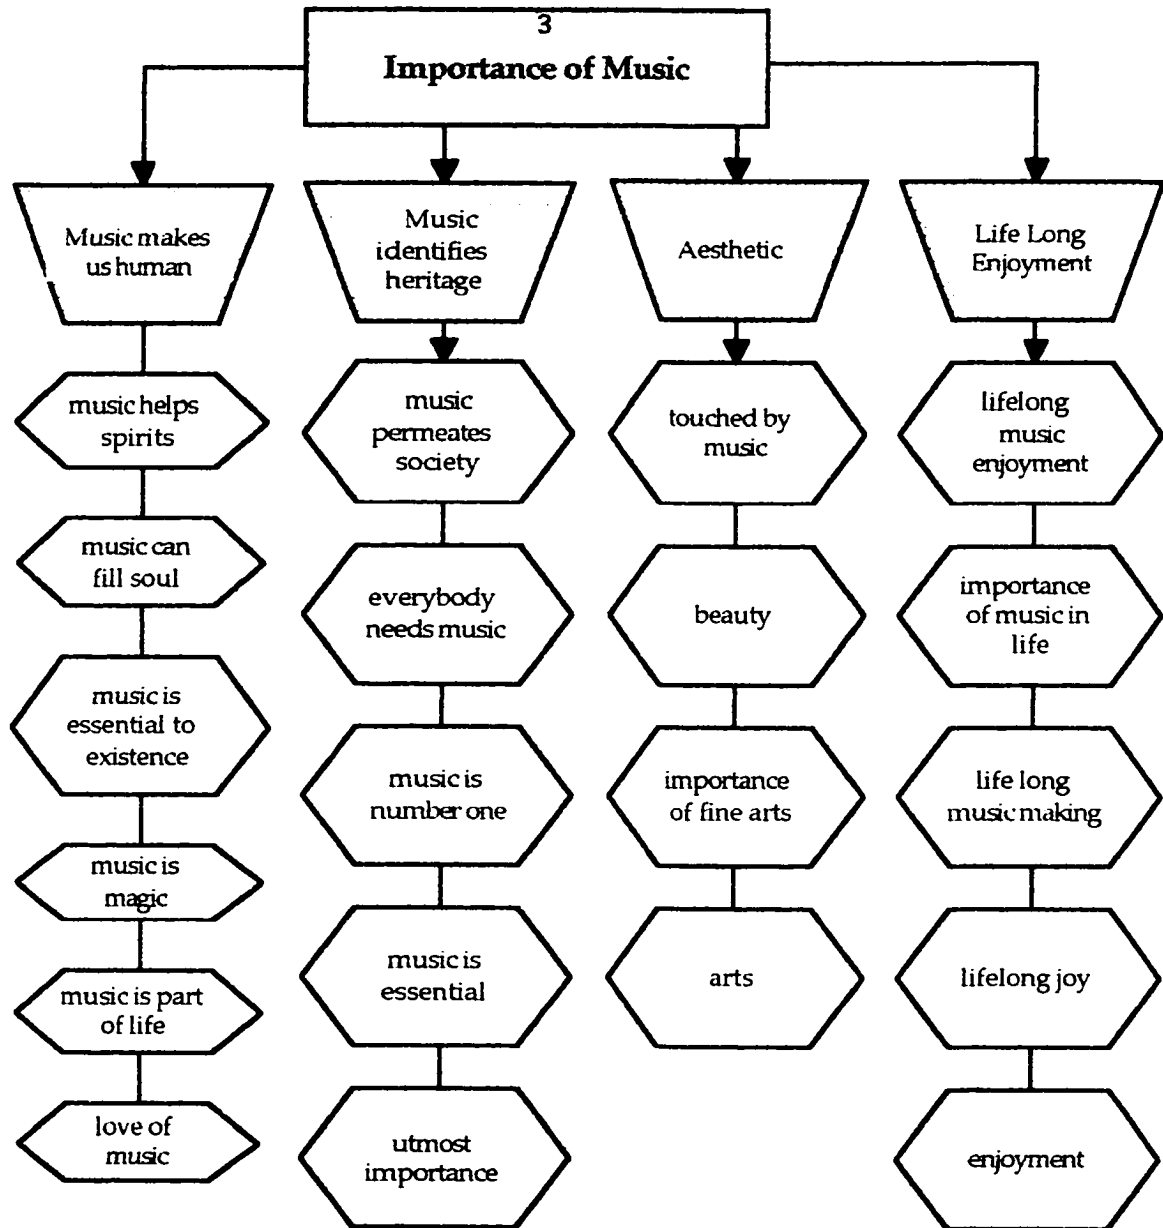 3
Importance of Music
Music makes
us human
music helps
spirits
music can
fill soul
music is
essential to
existence
music is
magic
music is part
of life
love of
music
Music
identifies
heritage
music
permeates
society
everybody
needs music
music is
number one
music is
essential
utmost
importance
Aesthetic
touched by
music
beauty
importance
of fine arts
arts
Life Long
Enjoyment
lifelong
music
enjoyment
importance
of music in
life
life long
music making
lifelong joy
enjoyment